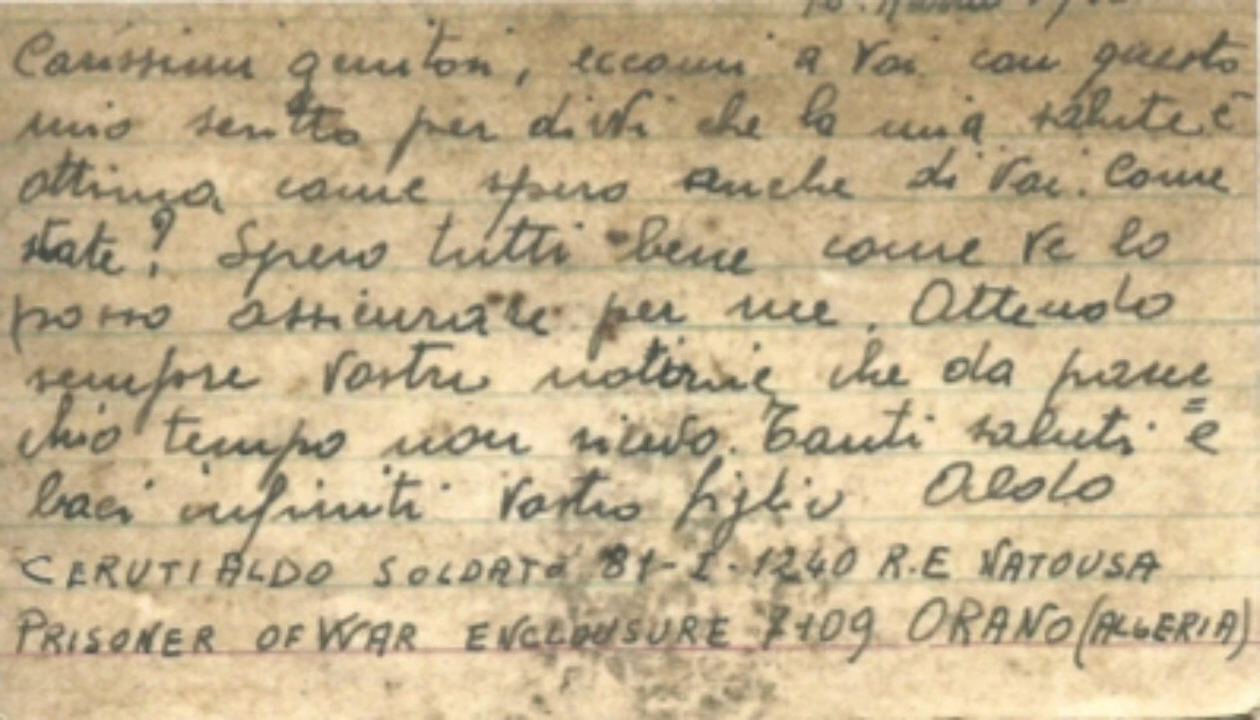 Carissimi genitori, eccomi a Voi con questo
mio scritto per dirVi che la mia salute è
ottima come spero anche di Voi. Come
state? Spero tutti bene come Ve lo
posso assicurare per me. Attendo
sempre Vostre notizie che da parec=
chio tempo non ricevo. Tanti saluti e
baci infiniti Vostro figlio Aldo
CERUTI ALDO SOLDATO 81-I-1240 R.E NATOUSA
PRISONER OF WAR ENCLOUSURE 7109 ORANO (ALGERIA)